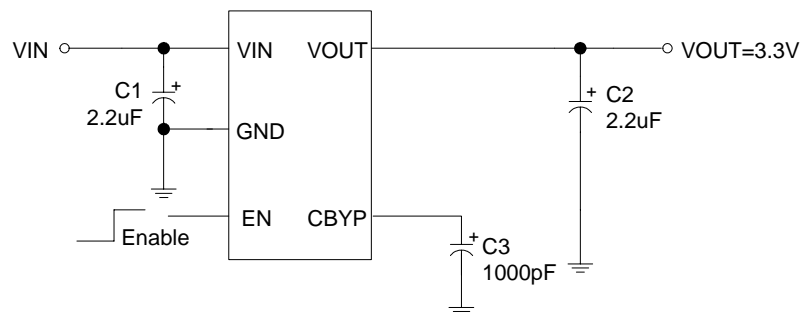 VIN
VIN
VOUT
VOUT=3.3V
+
C1
2.2uF
+
C2
2.2uF
GND
EN
CBYP
Enable
+
C3
1000pF